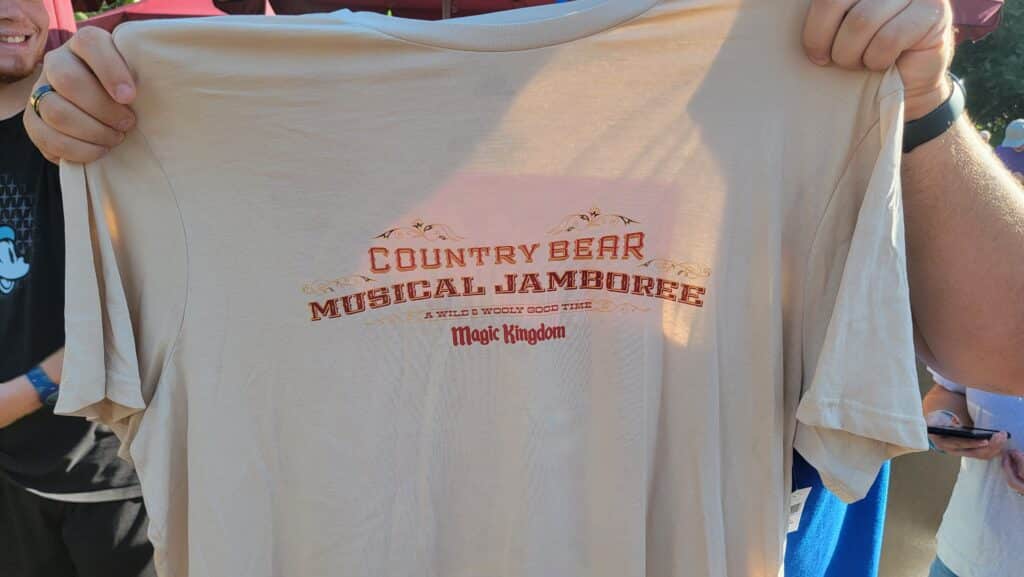 COUNTRY BEAR
MUSICAL JAMBOREE
A WILD & WOOLY GOOD TIME
Magic Kingdom